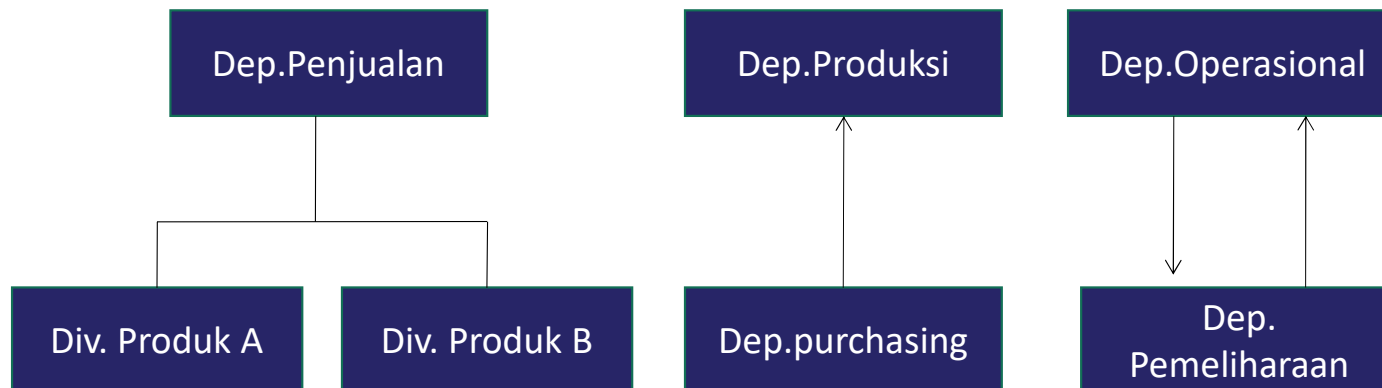 Dep.Penjualan
Dep.Produksi
Dep.Operasional
Div. Produk A
Div. Produk B
Dep.purchasing
Dep.
Pemeliharaan